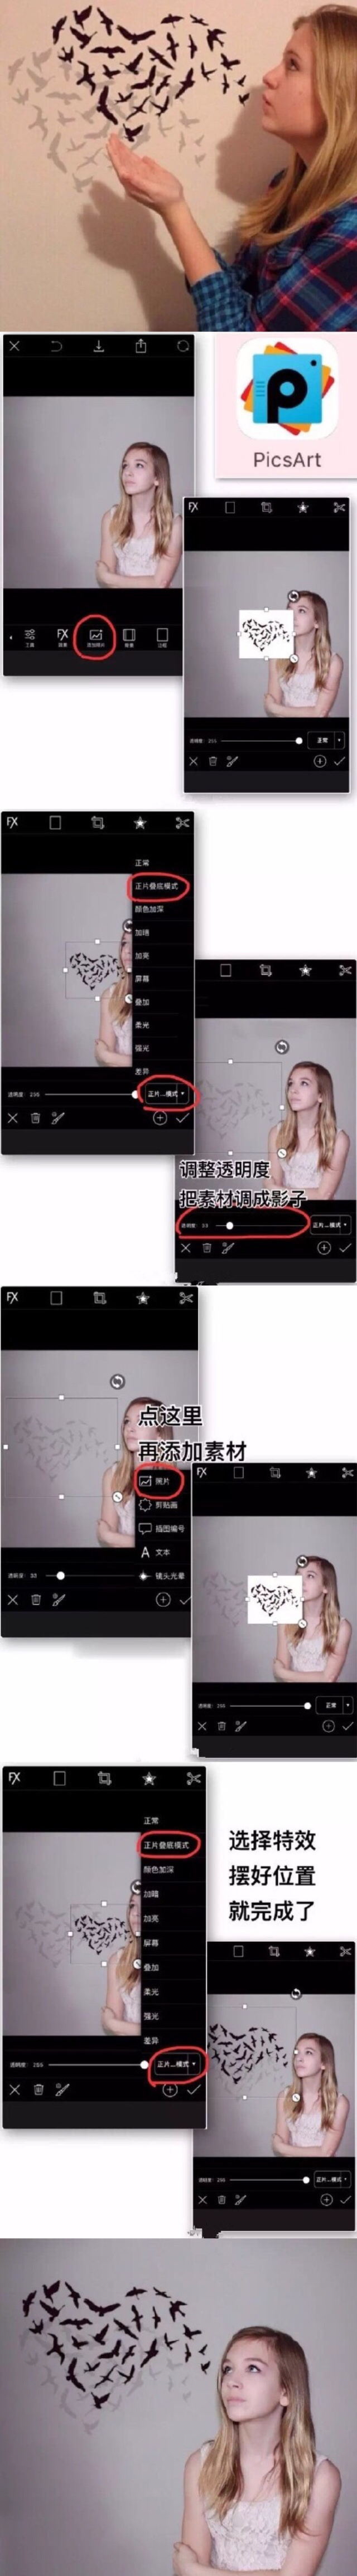 PicsArt
工具
FX
效果
添加照片
背景
边框
FX
透明度: 255
正常
FX
正常
正片叠底模式
颜色加深
加暗
加亮
屏幕
叠加
柔光
强光
差异
透明度: 255
正片...模式
调整透明度
把素材调成影子
透明度: 33
正片...模式
FX
点这里
再添加素材
照片
剪贴画
插图编号
文本
镜头光晕
透明度: 33
FX
透明度: 255
正常
FX
正常
正片叠底模式
颜色加深
加暗
加亮
屏幕
叠加
柔光
强光
差异
透明度: 255
正片...模式
选择特效
摆好位置
就完成了
透明度: 255
正片...模式